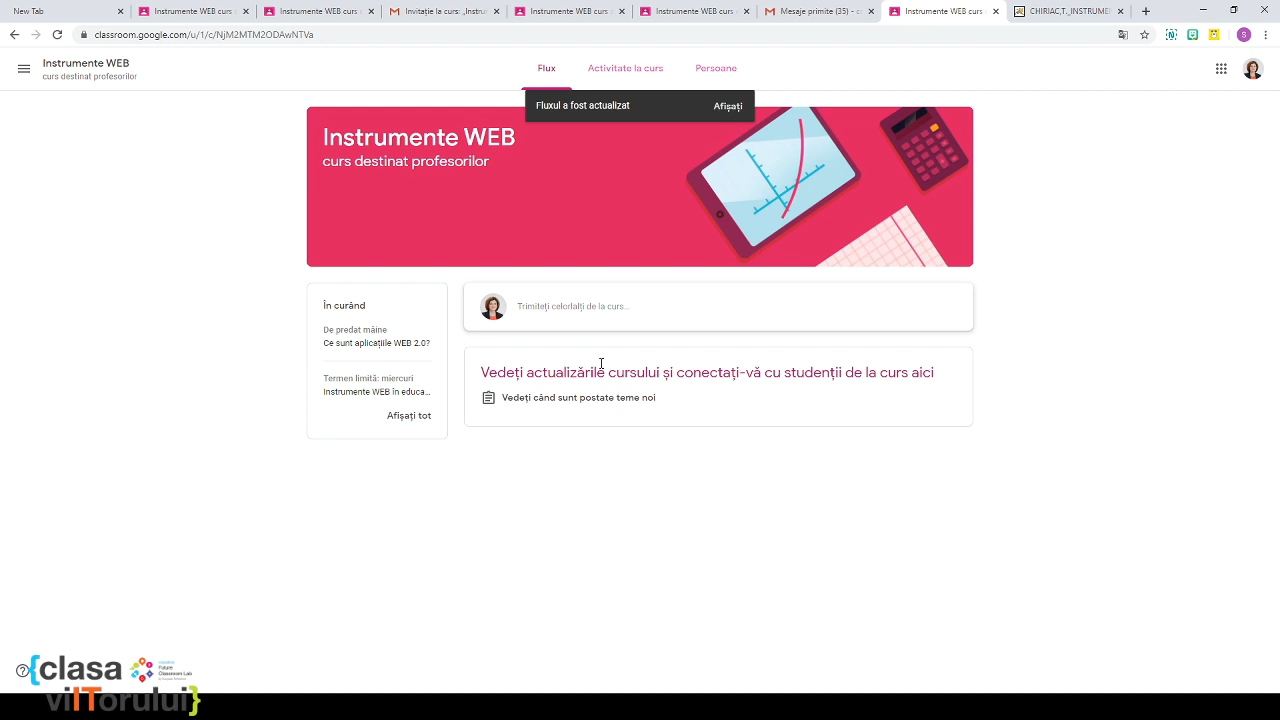 New Tab
Instrumente WEB curs
Instrumente WEB curs
Invitație la curs: „Instrum
Instrumente WEB curs
Instrumente WEB curs
Mesaje primite (35) – c
Instrumente WEB curs
CHIRIAC,T._INSTRUMEN
classroom.google.com/u/1/c/NjM2MTM2ODAwNTVa
S
Instrumente WEB
curs destinat profesorilor
Flux
Activitate la curs
Persoane
Fluxul a fost actualizat
Afișați
Instrumente WEB
curs destinat profesorilor
În curând
De predat mâine
Ce sunt aplicațiile WEB 2.0?
Termen limită: miercuri
Instrumente WEB în educa...
Afișați tot
Trimiteți celorlalți de la curs...
Vedeți actualizările cursului și conectați-vă cu studenții de la curs aici
Vedeți când sunt postate teme noi
{clasa
viITorului}
Future
Classroom Lab